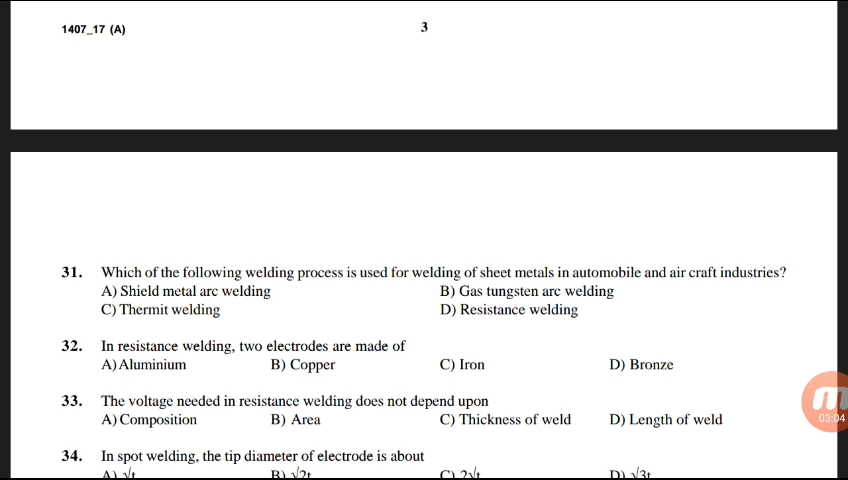 1407_17 (A) 3
31. Which of the following welding process is used for welding of sheet metals in automobile and air craft industries?
A) Shield metal arc welding B) Gas tungsten arc welding
C) Thermit welding D) Resistance welding
32. In resistance welding, two electrodes are made of
A) Aluminium B) Copper C) Iron D) Bronze
33. The voltage needed in resistance welding does not depend upon
A) Composition B) Area C) Thickness of weld D) Length of weld
03:04
34. In spot welding, the tip diameter of electrode is about
A) √t B) √2t C) 2√t D) √3t